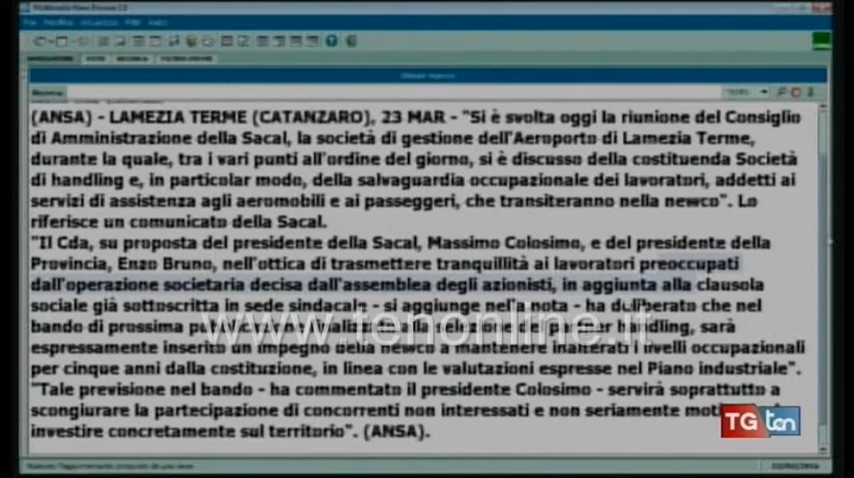 (ANSA) - LAMEZIA TERME (CATANZARO), 23 MAR - "Si è svolta oggi la riunione del Consiglio
di Amministrazione della Sacal, la società di gestione dell'Aeroporto di Lamezia Terme,
durante la quale, tra i vari punti all'ordine del giorno, si è discusso della costituenda Società
di handling e, in particolar modo, della salvaguardia occupazionale dei lavoratori, addetti ai
servizi di assistenza agli aeromobili e ai passeggeri, che transiteranno nella newco". Lo
riferisce un comunicato della Sacal.
"Il Cda, su proposta del presidente della Sacal, Massimo Colosimo, e del presidente della
Provincia, Enzo Bruno, nell'ottica di trasmettere tranquillità ai lavoratori preoccupati
dall'operazione societaria decisa dall'assemblea degli azionisti, in aggiunta alla clausola
sociale già sottoscritta in sede sindacale - si aggiunge nella nota - ha deliberato che nel
bando di prossima alla selezione del partner handling, sarà
www.tenonline.it
espressamente inserito un impegno della newco a mantenere inalterati i livelli occupazionali
per cinque anni dalla costituzione, in linea con le valutazioni espresse nel Piano industriale".
"Tale previsione nel bando - ha commentato il presidente Colosimo - servirà soprattutto a
scongiurare la partecipazione di concorrenti non interessati e non seriamente
investire concretamente sul territorio". (ANSA).
TG ten